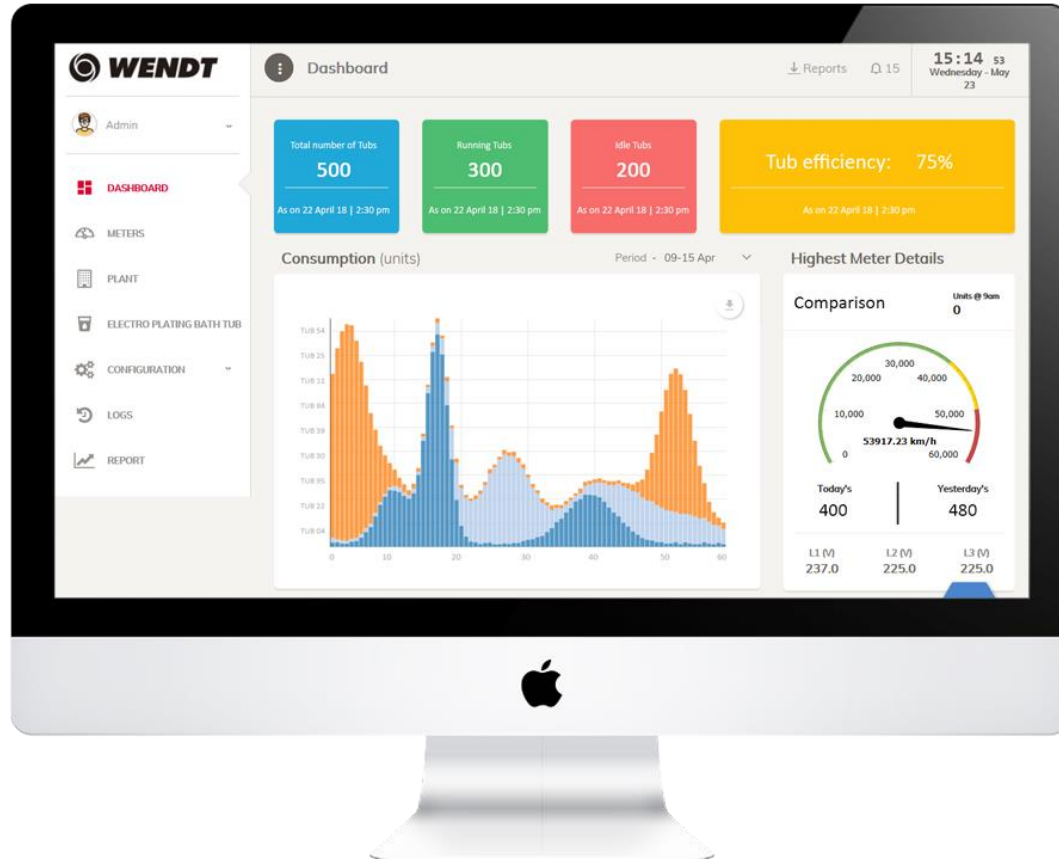 WENDT
Dashboard
Reports
15
15:14 53
Wednesday - May
23
Admin
DASHBOARD
METERS
PLANT
ELECTRO PLATING BATH TUB
CONFIGURATION
LOGS
REPORT
Total number of Tubs
500
As on 22 April 18 | 2:30 pm
Running Tubs
300
As on 22 April 18 | 2:30 pm
Idle Tubs
200
As on 22 April 18 | 2:30 pm
Tub efficiency: 75%
As on 22 April 18 | 2:30 pm
Consumption (units)
Period - 09-15 Apr
TUB 54
TUB 25
TUB 39
TUB 30
TUB 22
TUB 04
0 10 20 30 40 50 60
Highest Meter Details
Comparison
Units @ 9am
0
30,000
20,000 40,000
10,000 50,000
53917.23 km/h
0 60,000
Today's Yesterday's
400 480
L1 (V) L2 (V) L3 (V)
237.0 225.0 225.0